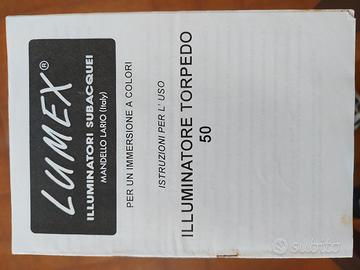 LUMEX®
ILLUMINATORI SUBACQUEI
MANDELLO LARIO (Italy)
PER UN IMMERSIONE A COLORI
ISTRUZIONI PER L' USO
ILLUMINATORE TORPEDO
50
subito.it